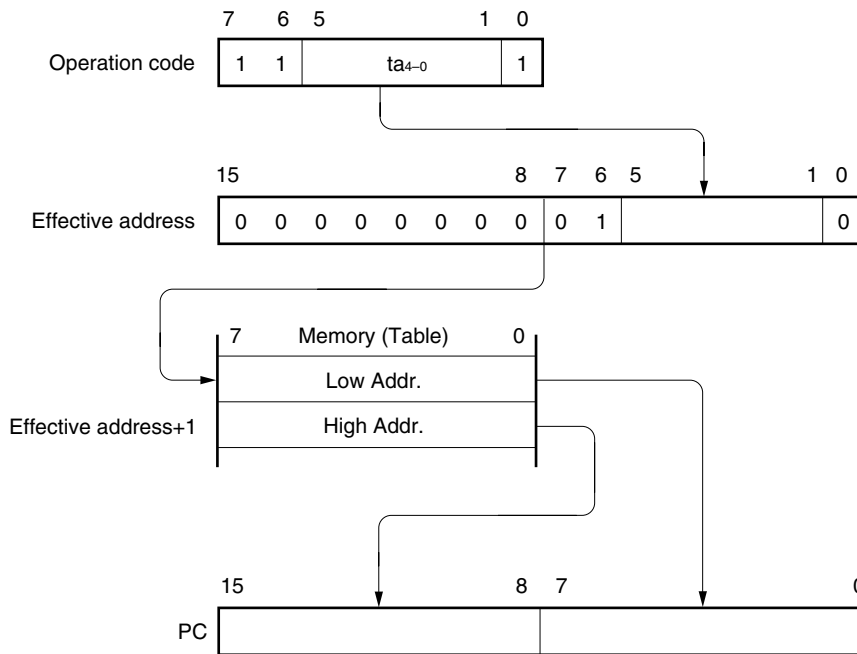 7 6 5 1 0
Operation code 1 1 ta4–0 1
15 8 7 6 5 1 0
Effective address 0 0 0 0 0 0 0 0 0 1 0
7 Memory (Table) 0
Low Addr.
Effective address+1 High Addr.
15 8 7 0
PC